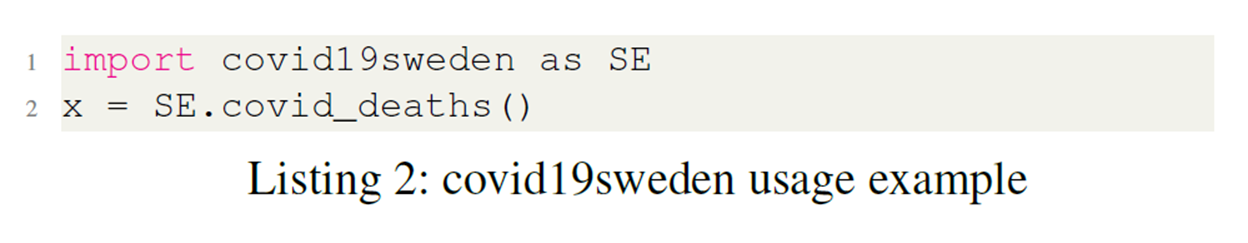 1 import covid19sweden as SE
2 x = SE.covid_deaths()
Listing 2: covid19sweden usage example